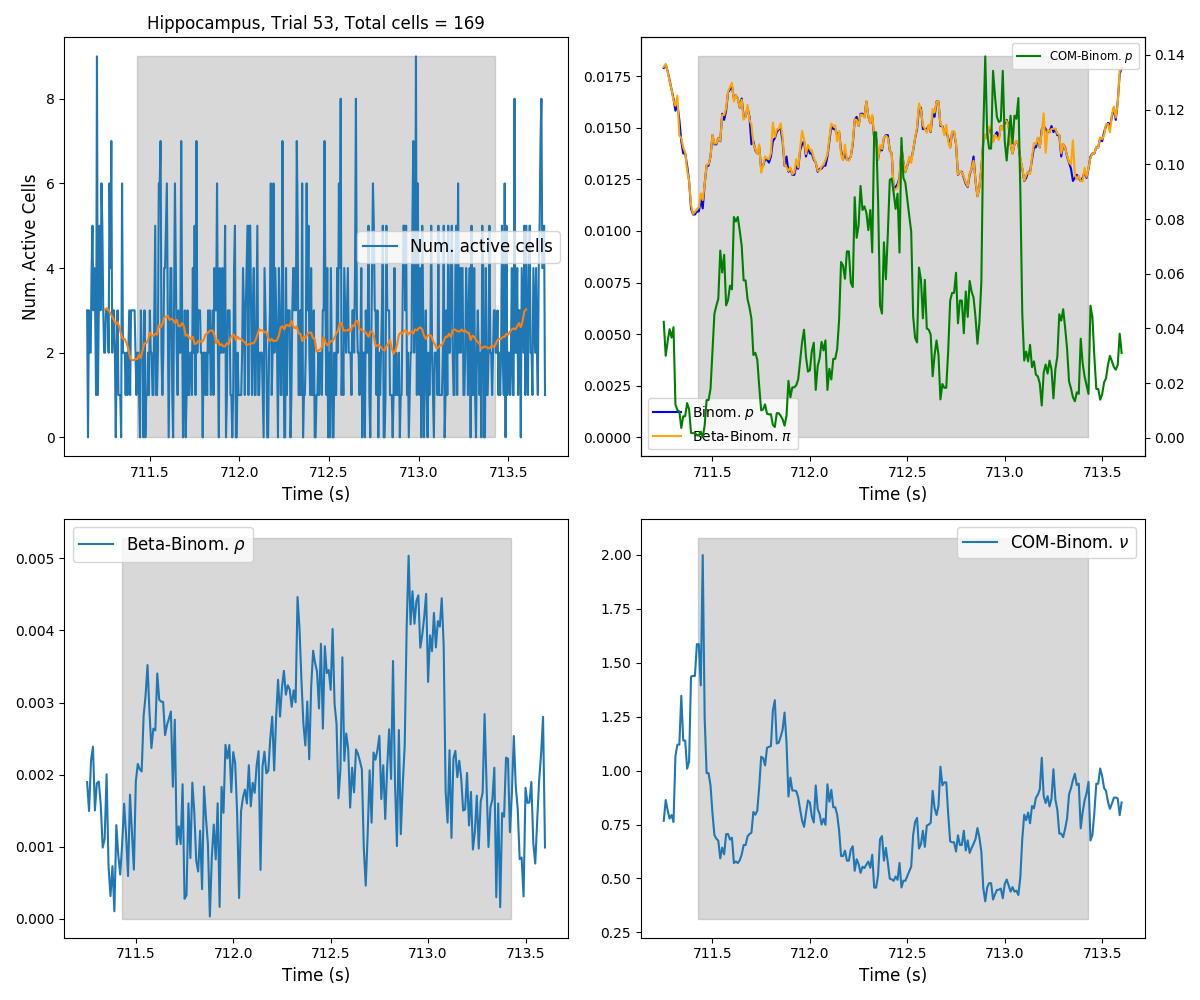 Hippocampus, Trial 53, Total cells = 169
Num. Active Cells
8
6
4
2
0
Num. active cells
711.5 712.0 712.5 713.0 713.5
Time (s)
0.0175
0.0150
0.0125
0.0100
0.0075
0.0050
0.0025
0.0000
COM-Binom. p
Binom. p
Beta-Binom. π
0.14
0.12
0.10
0.08
0.06
0.04
0.02
0.00
711.5 712.0 712.5 713.0 713.5
Time (s)
0.005
0.004
0.003
0.002
0.001
0.000
Beta-Binom. ρ
711.5 712.0 712.5 713.0 713.5
Time (s)
2.00
1.75
1.50
1.25
1.00
0.75
0.50
0.25
COM-Binom. ν
711.5 712.0 712.5 713.0 713.5
Time (s)